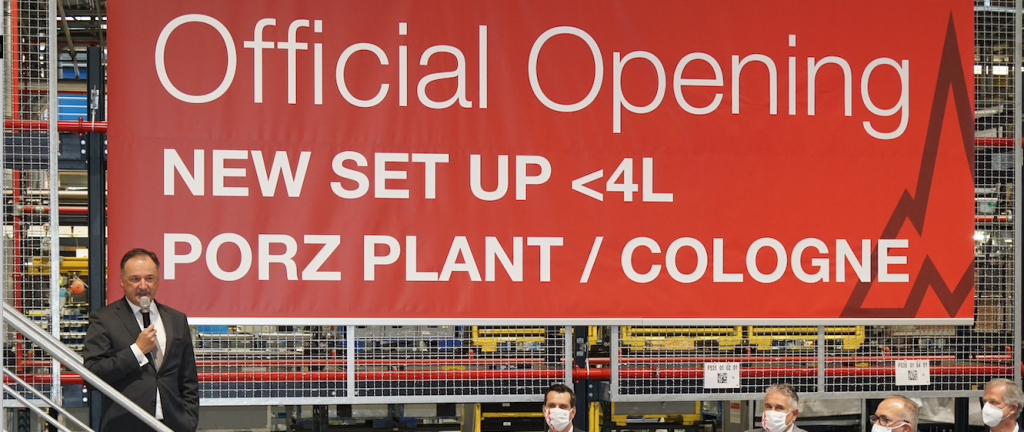 Official Opening
NEW SET UP <4L
PORZ PLANT / COLOGNE